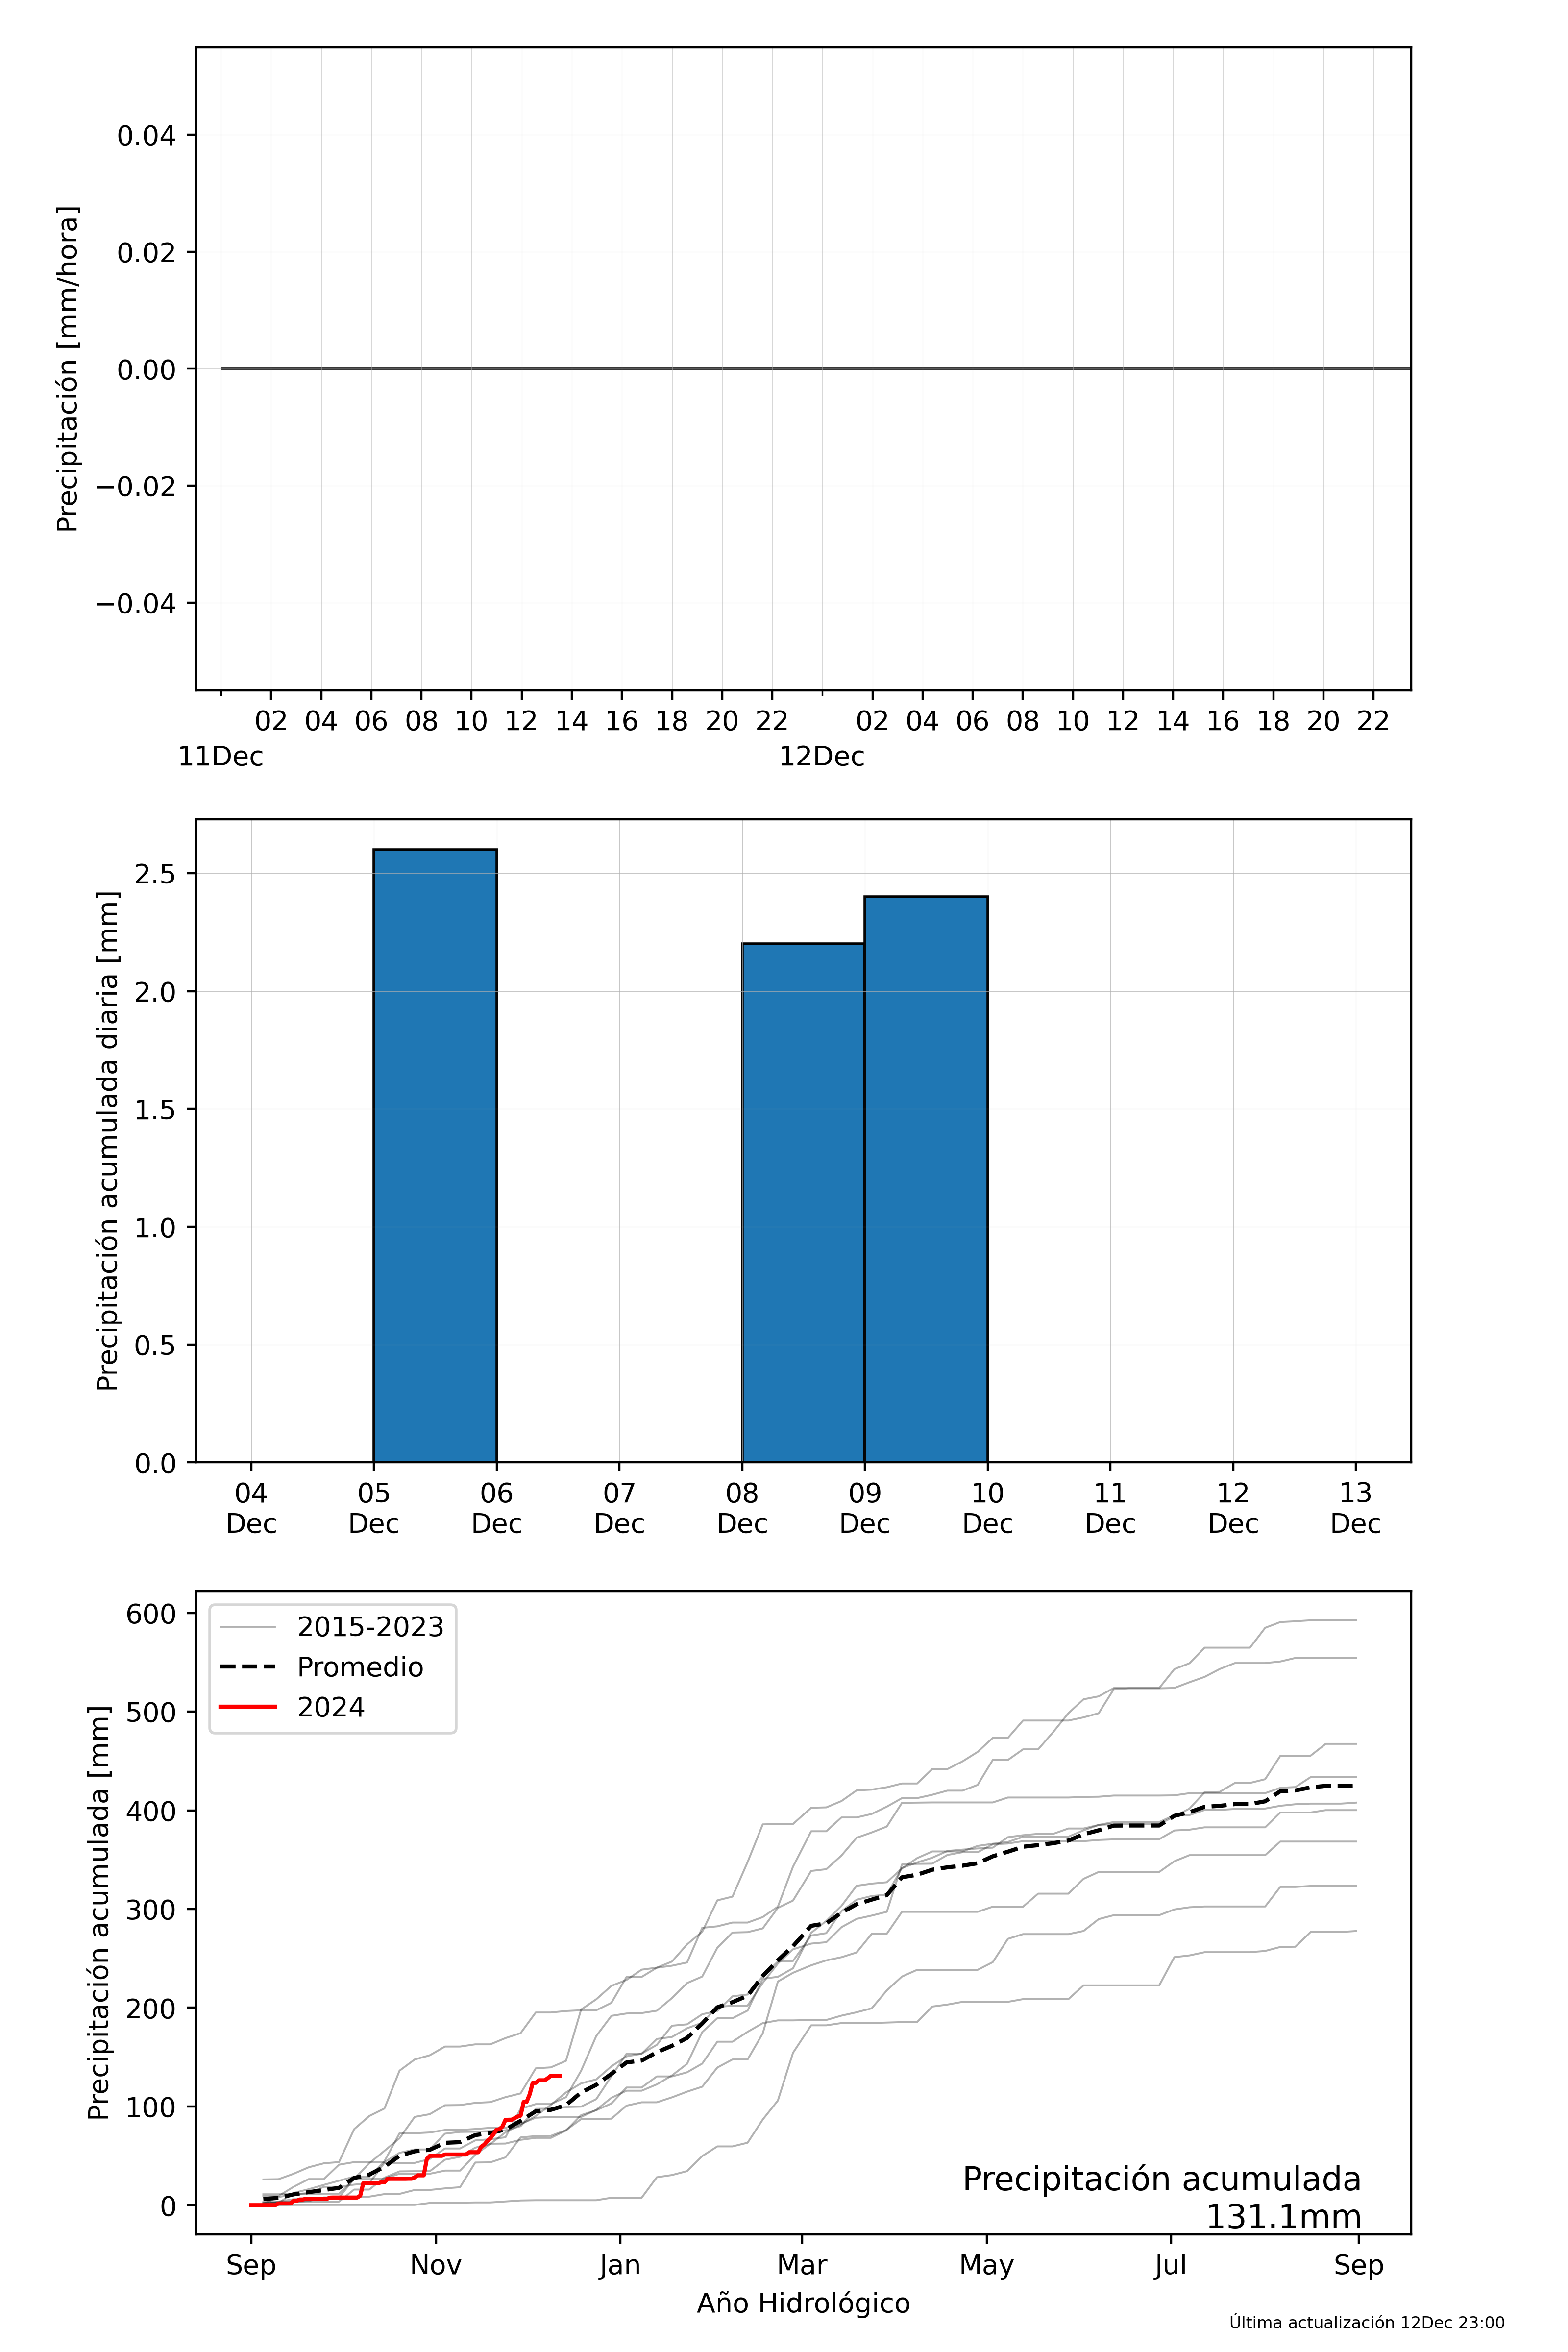 Precipitación [mm/hora]
0.04
0.02
0.00
−0.02
−0.04
02 04 06 08 10 12 14 16 18 20 22 02 04 06 08 10 12 14 16 18 20 22
11Dec 12Dec
Precipitación acumulada diaria [mm]
2.5
2.0
1.5
1.0
0.5
0.0
04 05 06 07 08 09 10 11 12 13
Dec Dec Dec Dec Dec Dec Dec Dec Dec Dec
Precipitación acumulada [mm]
600
500
400
300
200
100
0
2015-2023
Promedio
2024
Precipitación acumulada
131.1mm
Sep Nov Jan Mar May Jul Sep
Año Hidrológico
Última actualización 12Dec 23:00